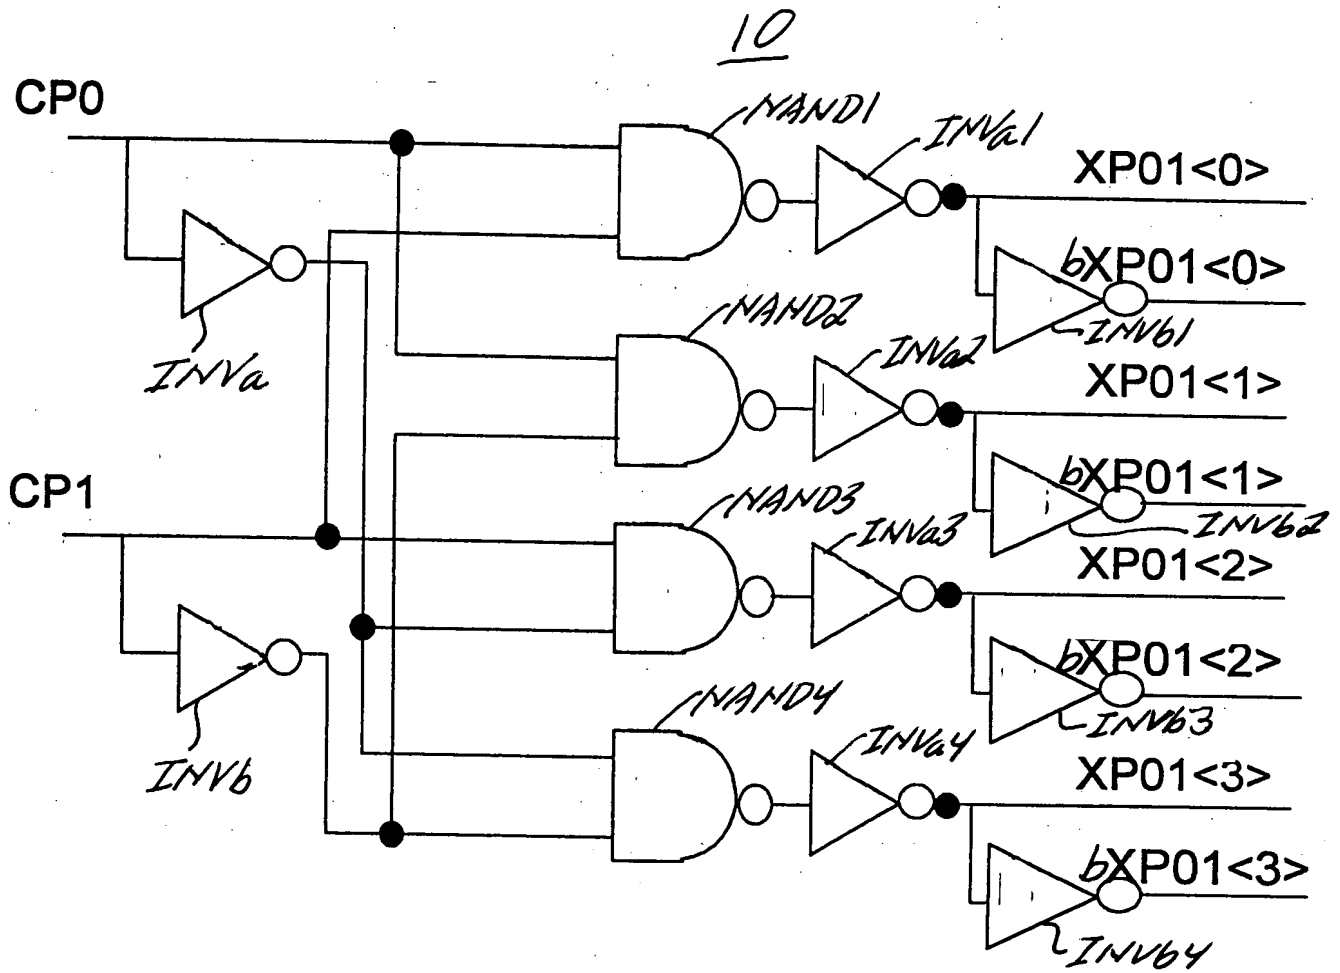 10
CP0
NAND1
INVa1
XP01<0>
bXP01<0>
INVb1
INVa
NAND2
INVa2
XP01<1>
bXP01<1>
INVb2
CP1
NAND3
INVa3
XP01<2>
bXP01<2>
INVb3
INVb
NAND4
INVa4
XP01<3>
bXP01<3>
INVb4